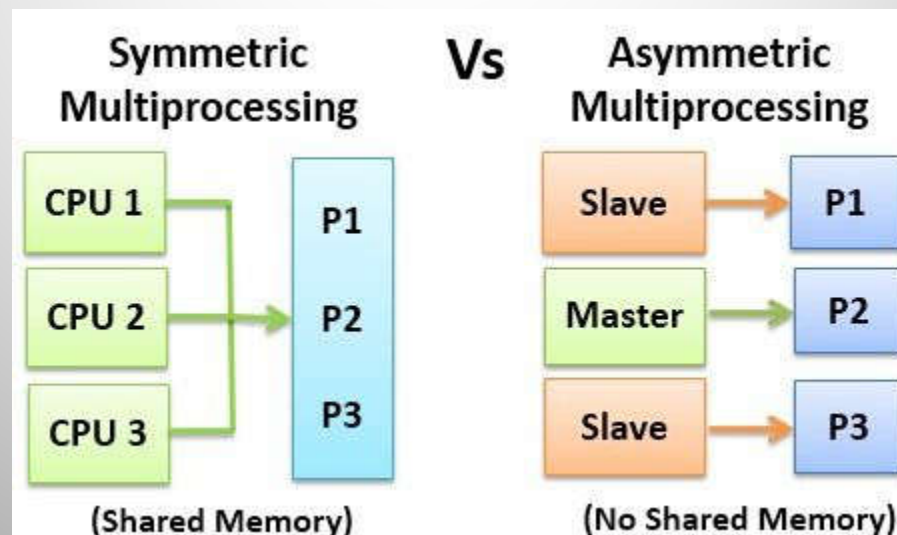 Symmetric
Multiprocessing
Vs
Asymmetric
Multiprocessing
CPU 1
CPU 2
CPU 3
P1
P2
P3
(Shared Memory)
Slave
Master
Slave
P1
P2
P3
(No Shared Memory)